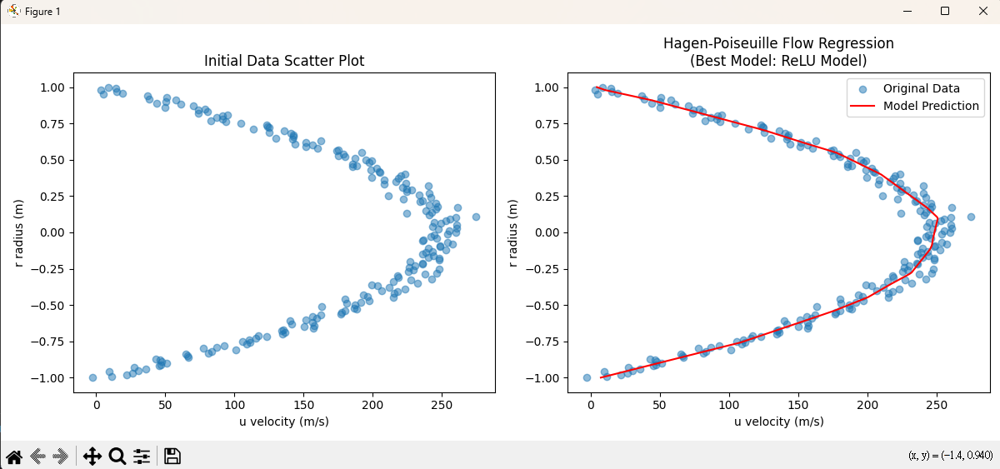 Figure 1
Initial Data Scatter Plot
r radius (m)
1.00
0.75
0.50
0.25
0.00
−0.25
−0.50
−0.75
−1.00
0 50 100 150 200 250
u velocity (m/s)
Hagen-Poiseuille Flow Regression
(Best Model: ReLU Model)
Original Data
Model Prediction
r radius (m)
1.00
0.75
0.50
0.25
0.00
−0.25
−0.50
−0.75
−1.00
0 50 100 150 200 250
u velocity (m/s)
(x, y) = (−1.4, 0.940)